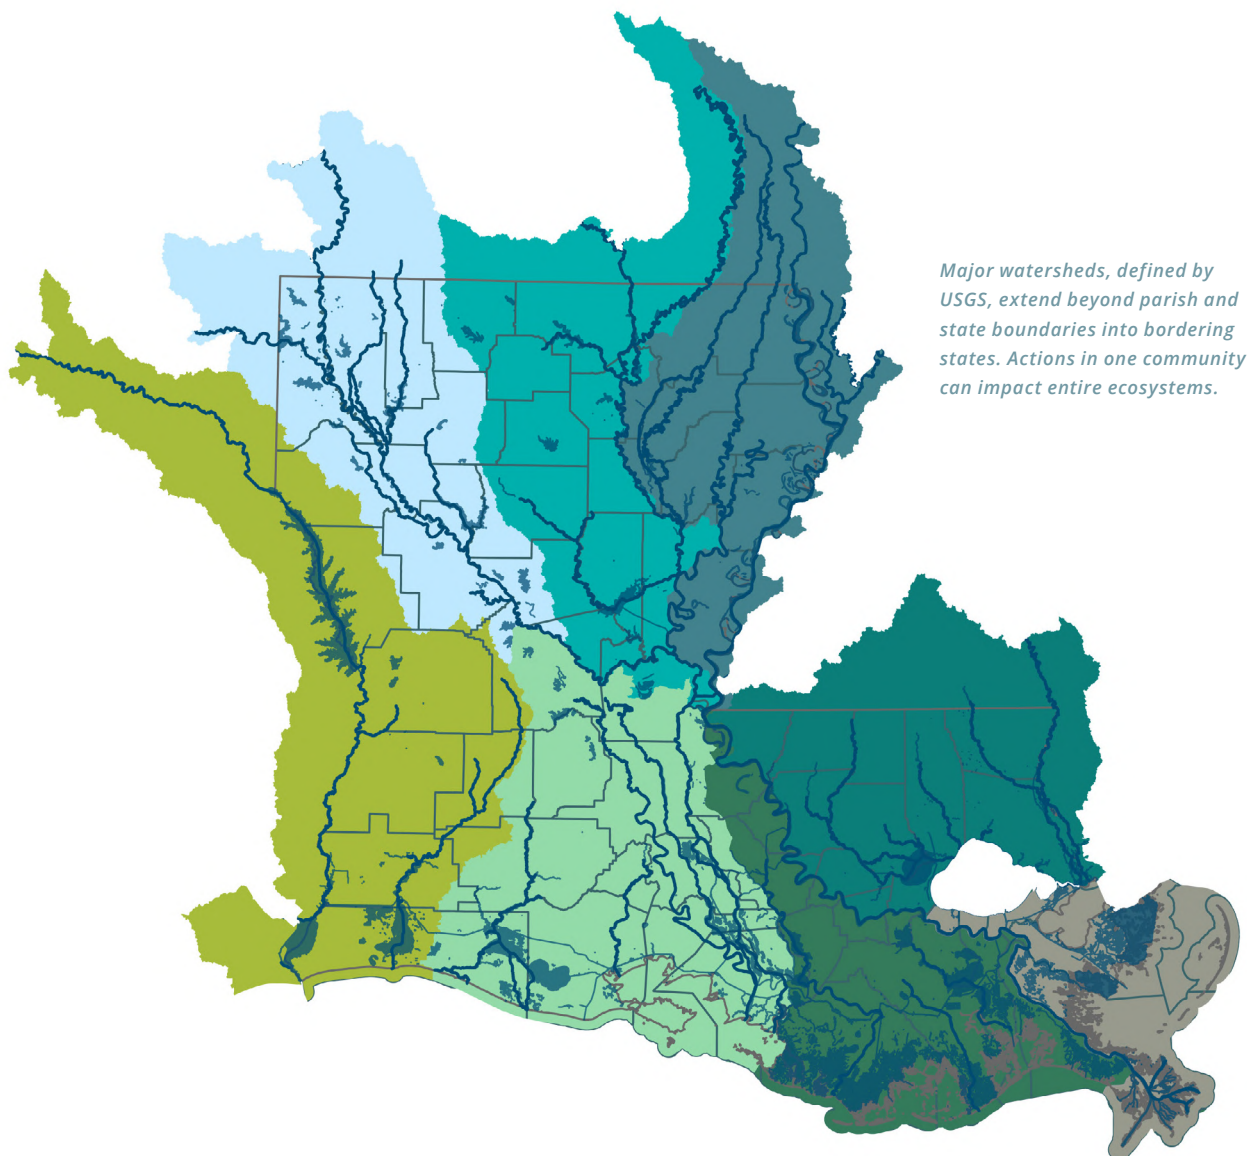 Major watersheds, defined by
USGS, extend beyond parish and
state boundaries into bordering
states. Actions in one community
can impact entire ecosystems.